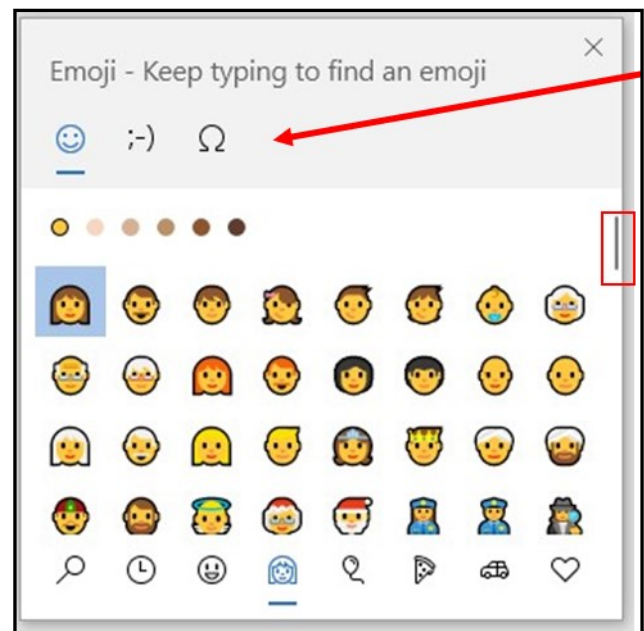 Emoji - Keep typing to find an emoji
;-) Ω